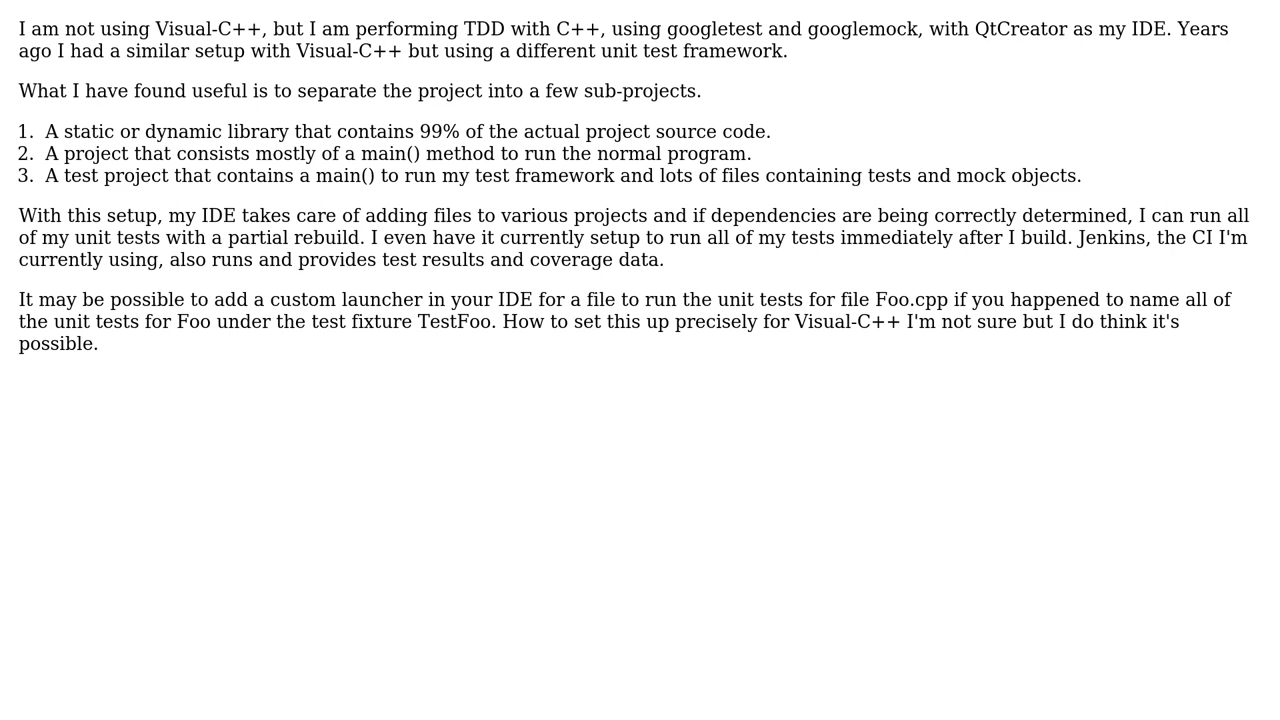 I am not using Visual-C++, but I am performing TDD with C++, using googletest and googlemock, with QtCreator as my IDE. Years
ago I had a similar setup with Visual-C++ but using a different unit test framework.
What I have found useful is to separate the project into a few sub-projects.
1. A static or dynamic library that contains 99% of the actual project source code.
2. A project that consists mostly of a main() method to run the normal program.
3. A test project that contains a main() to run my test framework and lots of files containing tests and mock objects.
With this setup, my IDE takes care of adding files to various projects and if dependencies are being correctly determined, I can run all
of my unit tests with a partial rebuild. I even have it currently setup to run all of my tests immediately after I build. Jenkins, the CI I'm
currently using, also runs and provides test results and coverage data.
It may be possible to add a custom launcher in your IDE for a file to run the unit tests for file Foo.cpp if you happened to name all of
the unit tests for Foo under the test fixture TestFoo. How to set this up precisely for Visual-C++ I'm not sure but I do think it's
possible.